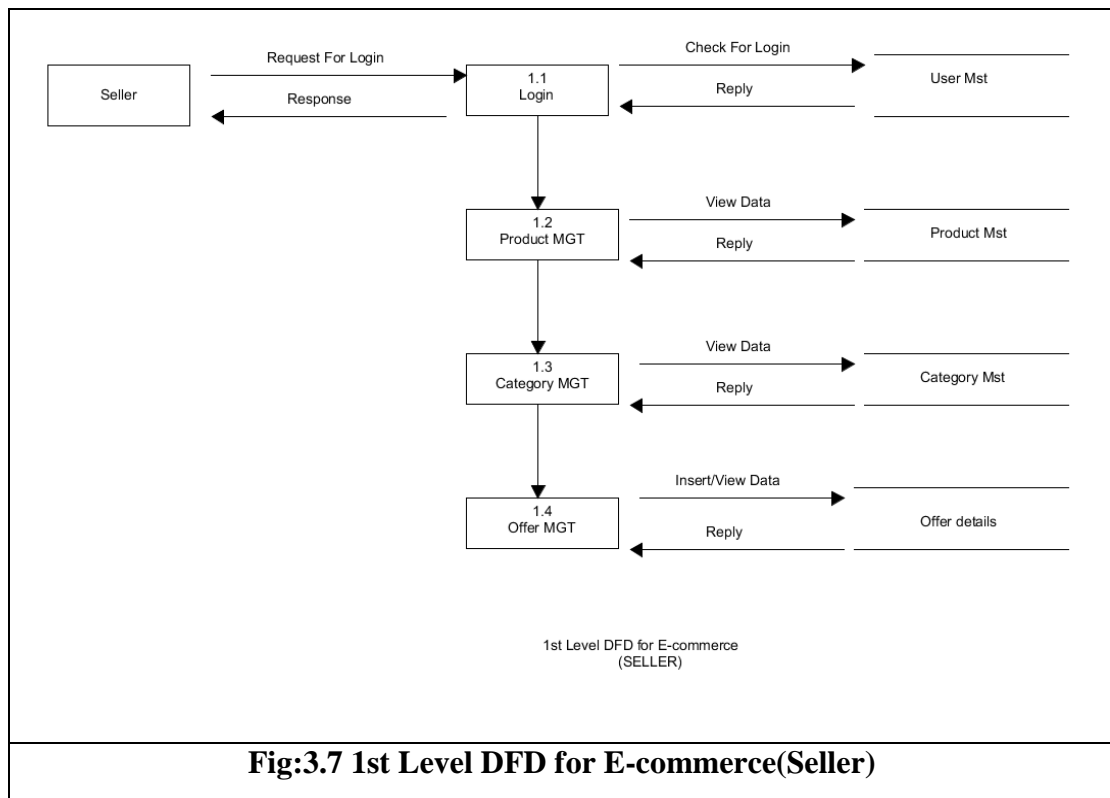 Request For Login
Check For Login
Seller
1.1
Login
User Mst
Response
Reply
View Data
1.2
Product MGT
Product Mst
Reply
View Data
1.3
Category MGT
Category Mst
Reply
Insert/View Data
1.4
Offer MGT
Offer details
Reply
1st Level DFD for E-commerce
(SELLER)
Fig:3.7 1st Level DFD for E-commerce(Seller)